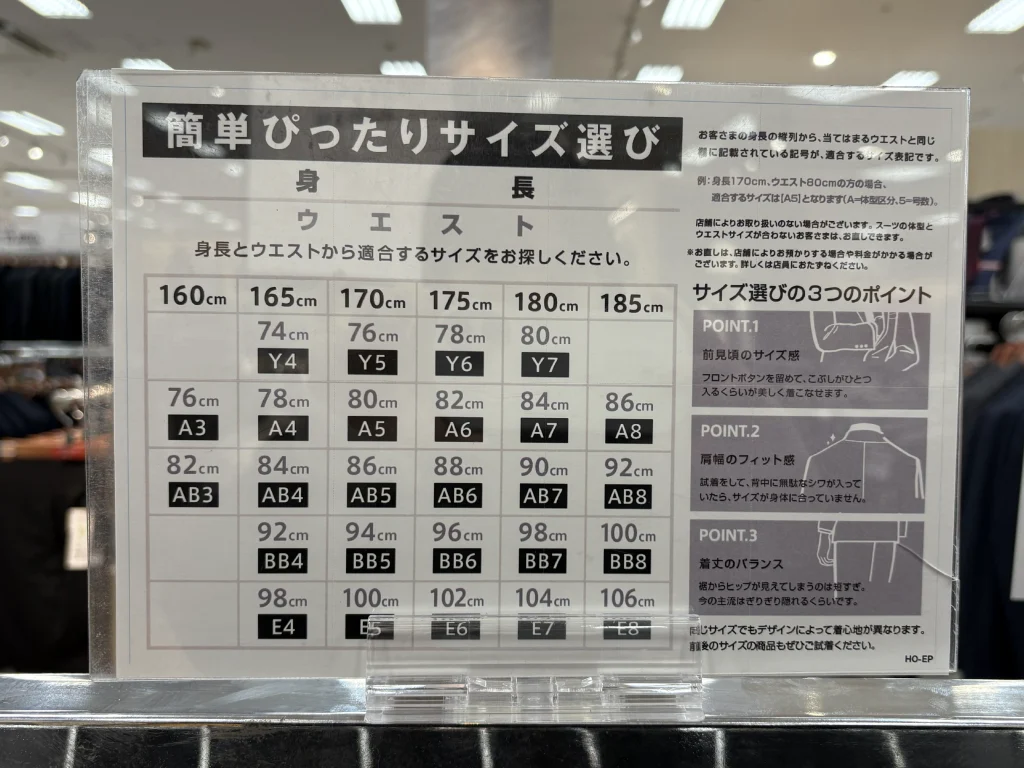 簡単ぴったりサイズ選び
身長
ウエスト
身長とウエストから適合するサイズをお探しください。
160cm 165cm 170cm 175cm 180cm 185cm
74cm 76cm 78cm 80cm
Y4 Y5 Y6 Y7
76cm 78cm 80cm 82cm 84cm 86cm
A3 A4 A5 A6 A7 A8
82cm 84cm 86cm 88cm 90cm 92cm
AB3 AB4 AB5 AB6 AB7 AB8
92cm 94cm 96cm 98cm 100cm
BB4 BB5 BB6 BB7 BB8
98cm 100cm 102cm 104cm 106cm
E4 E5 E6 E7 E8
お客さまの身長の縦列から、当てはまるウエストと同じ
欄に記載されている記号が、適合するサイズ表記です。
例:身長170cm、ウエスト80cmの方の場合、
適合するサイズは[A5]となります(A=体型区分、5=号数)。
店舗によりお取り扱いのない場合がございます。スーツの体型と
ウエストサイズが合わないお客さまは、お直しできます。
※お直しは、店舗によりお預かりする場合や料金がかかる場合が
ございます。詳しくは店員におたずねください。
サイズ選びの3つのポイント
POINT.1
前見頃のサイズ感
フロントボタンを留めて、こぶしがひとつ
入るくらいが美しく着こなせます。
POINT.2
肩幅のフィット感
試着をして、背中に無駄なシワが入って
いたら、サイズが身体に合っていません。
POINT.3
着丈のバランス
裾からヒップが見えてしまうのは短すぎ。
今の主流はぎりぎり隠れるくらいです。
同じサイズでもデザインによって着心地が異なります。
前後のサイズの商品もぜひご試着ください。
HO-EP